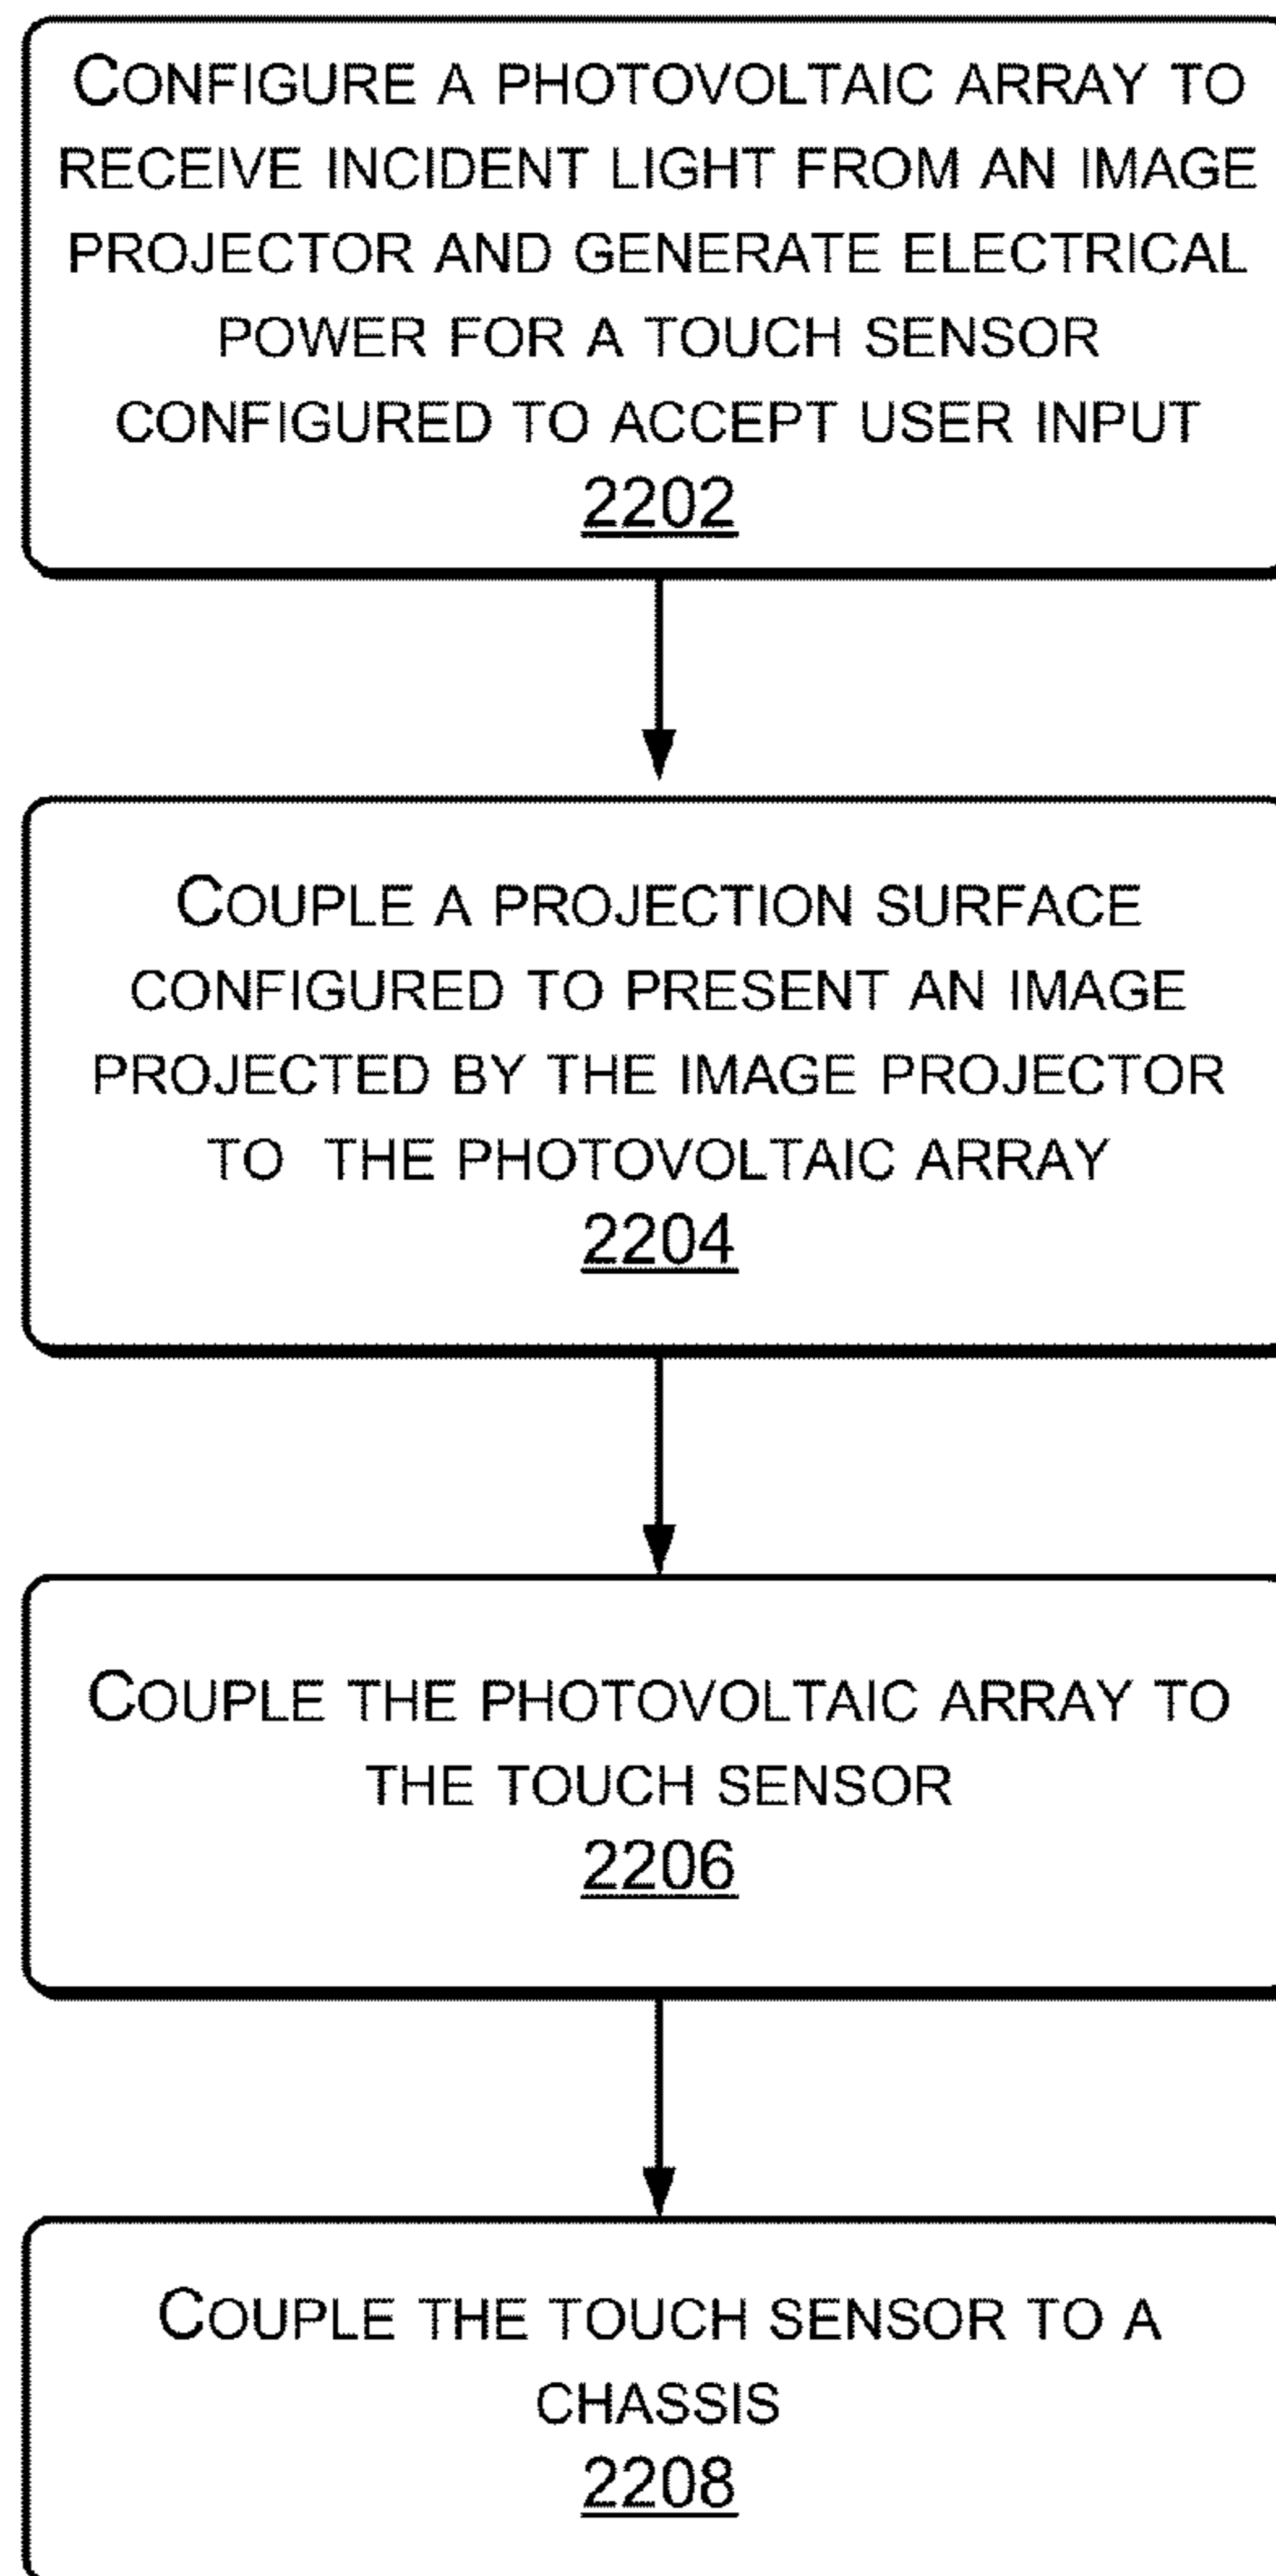 CONFIGURE A PHOTOVOLTAIC ARRAY TO
RECEIVE INCIDENT LIGHT FROM AN IMAGE
PROJECTOR AND GENERATE ELECTRICAL
POWER FOR A TOUCH SENSOR
CONFIGURED TO ACCEPT USER INPUT
2202
COUPLE A PROJECTION SURFACE
CONFIGURED TO PRESENT AN IMAGE
PROJECTED BY THE IMAGE PROJECTOR
TO THE PHOTOVOLTAIC ARRAY
2204
COUPLE THE PHOTOVOLTAIC ARRAY TO
THE TOUCH SENSOR
2206
COUPLE THE TOUCH SENSOR TO A
CHASSIS
2208